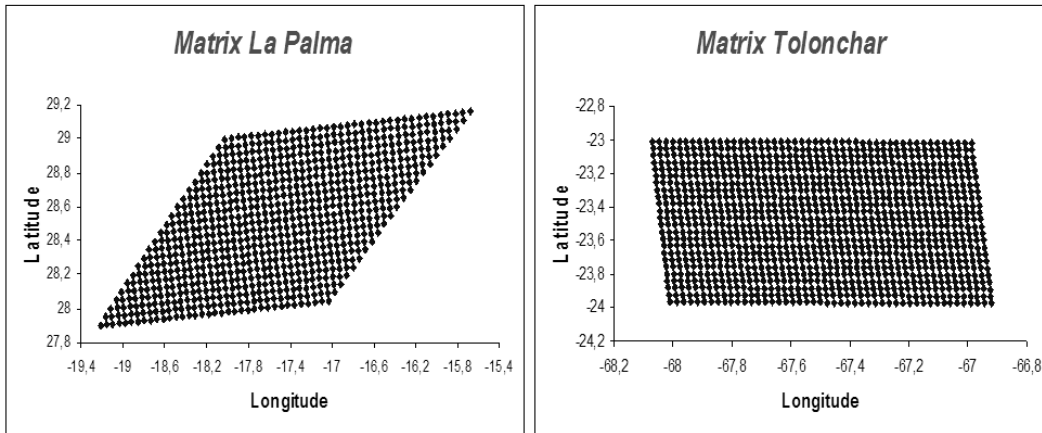 Matrix La Palma
Latitude
29,2
29
28,8
28,6
28,4
28,2
28
27,8
-19,4 -19 -18,6 -18,2 -17,8 -17,4 -17 -16,6 -16,2 -15,8 -15,4
Longitude
Matrix Tolonchar
Latitude
-22,8
-23
-23,2
-23,4
-23,6
-23,8
-24
-24,2
-68,2 -68 -67,8 -67,6 -67,4 -67,2 -67 -66,8
Longitude